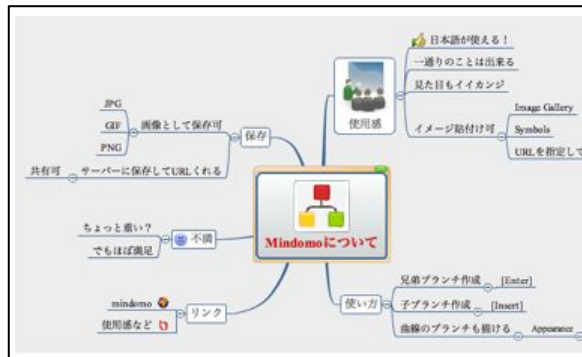 Mindomoについて
使用感
日本語が使える！
一通りのことは出来る
見た目もイイカンジ
イメージ貼付け可
Image Gallery
Symbols
URLを指定して
使い方
兄弟ブランチ作成
[Enter]
子ブランチ作成
[Insert]
曲線のブランチも描ける
Appearance
保存
画像として保存可
JPG
GIF
PNG
サーバーに保存してURLくれる
共有可
不満
ちょっと重い？
でもほぼ満足
リンク
mindomo
使用感など